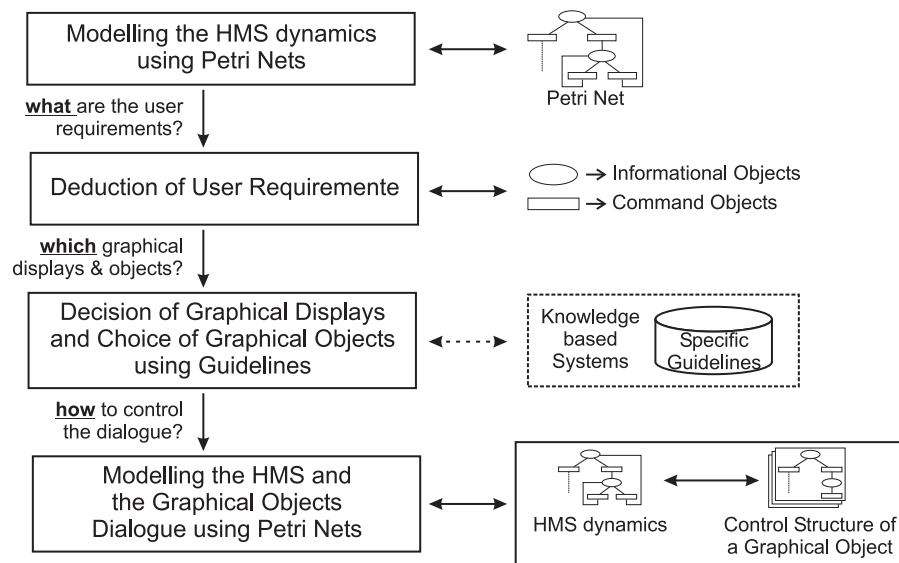 Modelling the HMS dynamics
using Petri Nets
Petri Net
what are the user
requirements?
Deduction of User Requiremente
Informational Objects
Command Objects
which graphical
displays & objects?
Decision of Graphical Displays
and Choice of Graphical Objects
using Guidelines
Knowledge
based
Systems
Specific
Guidelines
how to control
the dialogue?
Modelling the HMS and
the Graphical Objects
Dialogue using Petri Nets
HMS dynamics
Control Structure of
a Graphical Object